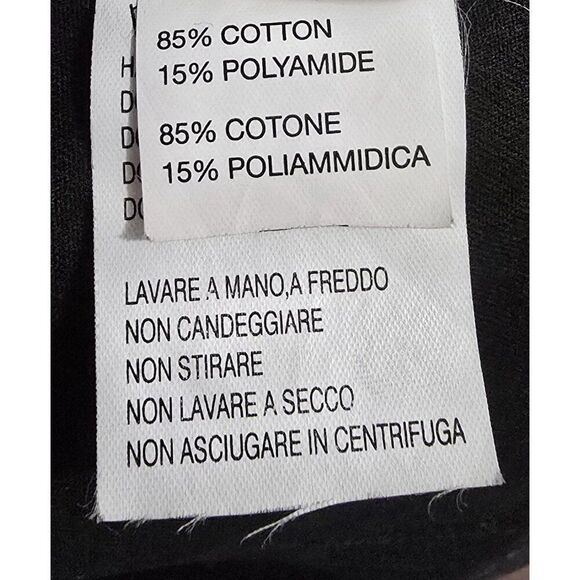 85% COTTON
15% POLYAMIDE
85% COTONE
15% POLIAMMIDICA
LAVARE A MANO,A FREDDO
NON CANDEGGIARE
NON STIRARE
NON LAVARE A SECCO
NON ASCIUGARE IN CENTRIFUGA